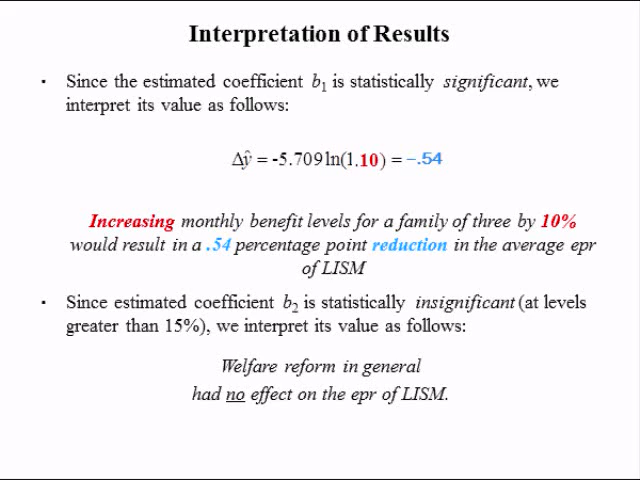 Interpretation of Results
• Since the estimated coefficient b₁ is statistically significant, we
interpret its value as follows:
Δŷ = -5.709 ln(1.10) = −.54
Increasing monthly benefit levels for a family of three by 10%
would result in a .54 percentage point reduction in the average epr
of LISM
• Since estimated coefficient b₂ is statistically insignificant (at levels
greater than 15%), we interpret its value as follows:
Welfare reform in general
had no effect on the epr of LISM.